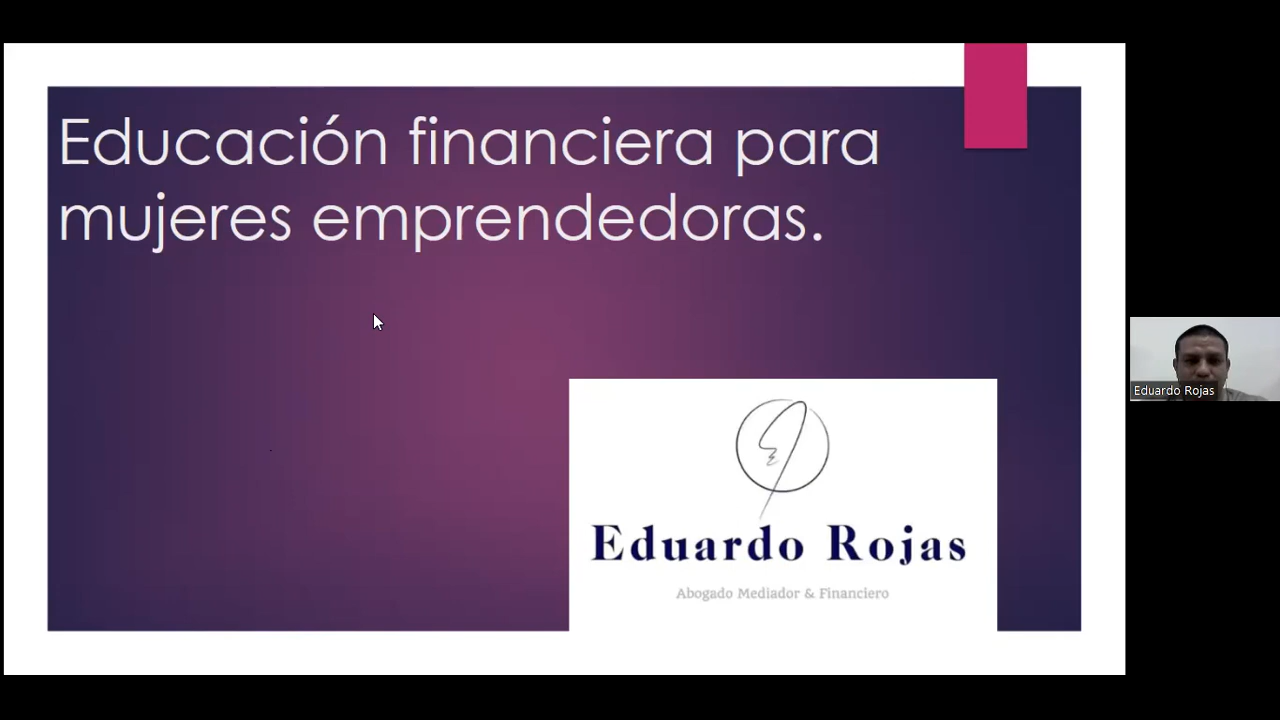 Educación financiera para
mujeres emprendedoras.
Eduardo Rojas
Abogado Mediador & Financiero
Eduardo Rojas